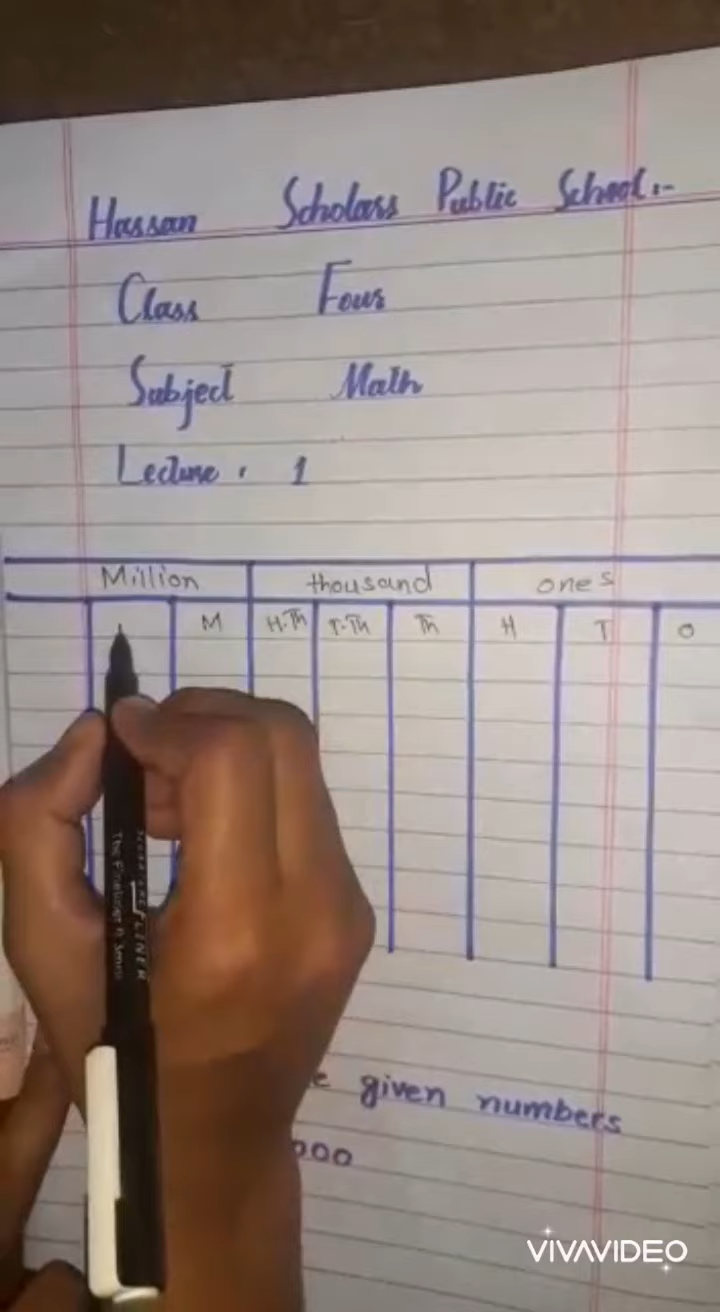 Hassan Scholars Public School:-
Class Four
Subject Math
Lecture. 1
Million thousand ones
M H.Th T.Th Th H T O
given numbers
000
VIVAVIDEO